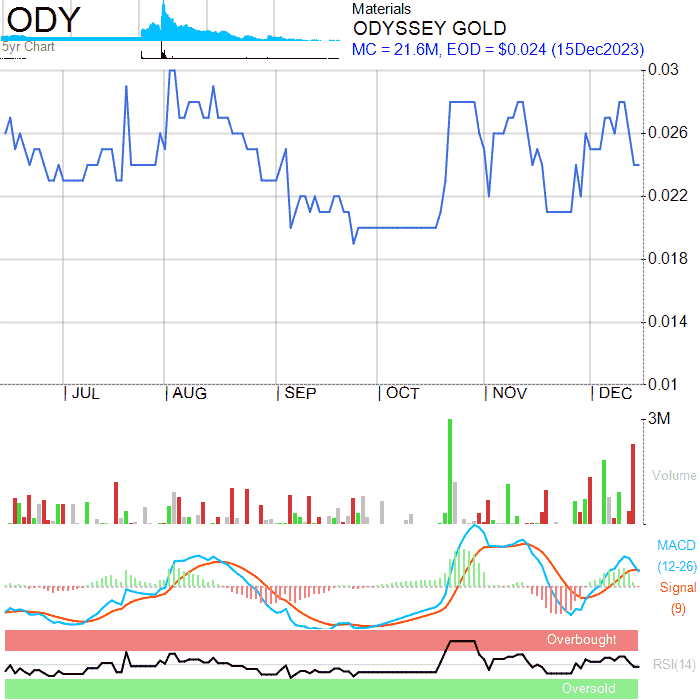 ODY
5yr Chart
Materials
ODYSSEY GOLD
MC = 21.6M, EOD = $0.024 (15Dec2023)
0.03
0.026
0.022
0.018
0.014
0.01
JUL AUG SEP OCT NOV DEC
3M
Volume
MACD
(12-26)
Signal
(9)
Overbought
RSI(14)
Oversold